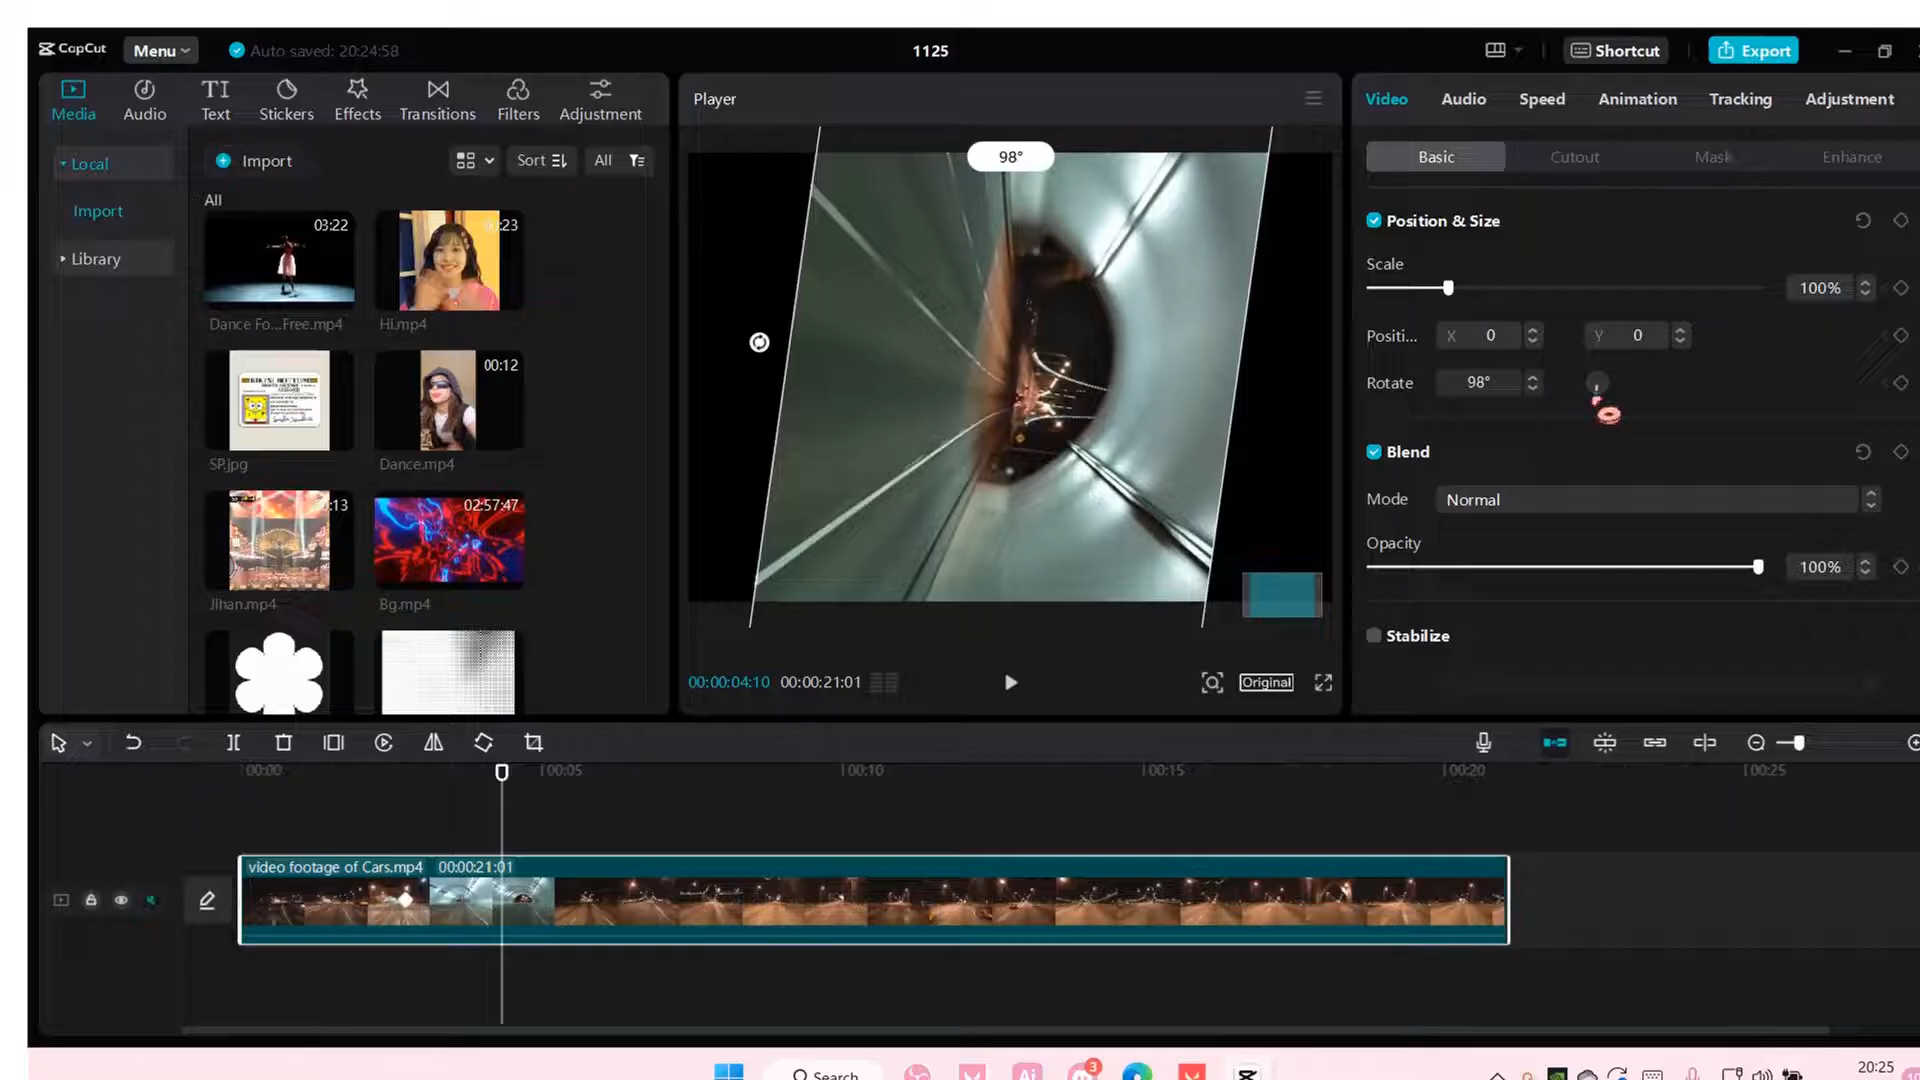 CapCut Menu Auto saved: 20:24:58 1125 Shortcut Export
Media Audio Text Stickers Effects Transitions Filters Adjustment
TI
Local
Import
Library
Import Sort All
All
03:22
Dance Fo...Free.mp4
:23
Hi.mp4
SP.jpg
00:12
Dance.mp4
:13
Jihan.mp4
02:57:47
Bg.mp4
Player
98°
00:00:04:10 00:00:21:01 Original
Video Audio Speed Animation Tracking Adjustment
Basic Cutout Mask Enhance
Position & Size
Scale
100%
Positi... X 0 Y 0
Rotate 98°
Blend
Mode Normal
Opacity
100%
Stabilize
00:00 00:05 00:10 00:15 00:20 00:25
video footage of Cars.mp4 00:00:21:01
Search Ai 3 20:25